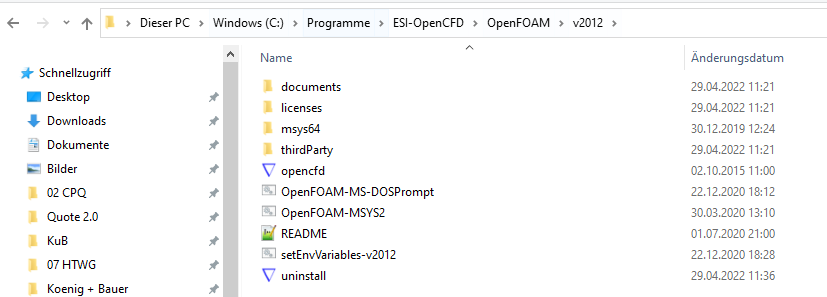 Dieser PC > Windows (C:) > Programme > ESI-OpenCFD > OpenFOAM > v2012 >
Name Änderungsdatum
Schnellzugriff
Desktop
Downloads
Dokumente
Bilder
02 CPQ
Quote 2.0
KuB
07 HTWG
Koenig + Bauer
documents 29.04.2022 11:21
licenses 29.04.2022 11:21
msys64 30.12.2019 12:24
thirdParty 29.04.2022 11:21
opencfd 02.10.2015 11:00
OpenFOAM-MS-DOSPrompt 22.12.2020 18:12
OpenFOAM-MSYS2 30.03.2020 13:10
README 01.07.2020 21:00
setEnvVariables-v2012 22.12.2020 18:28
uninstall 29.04.2022 11:36